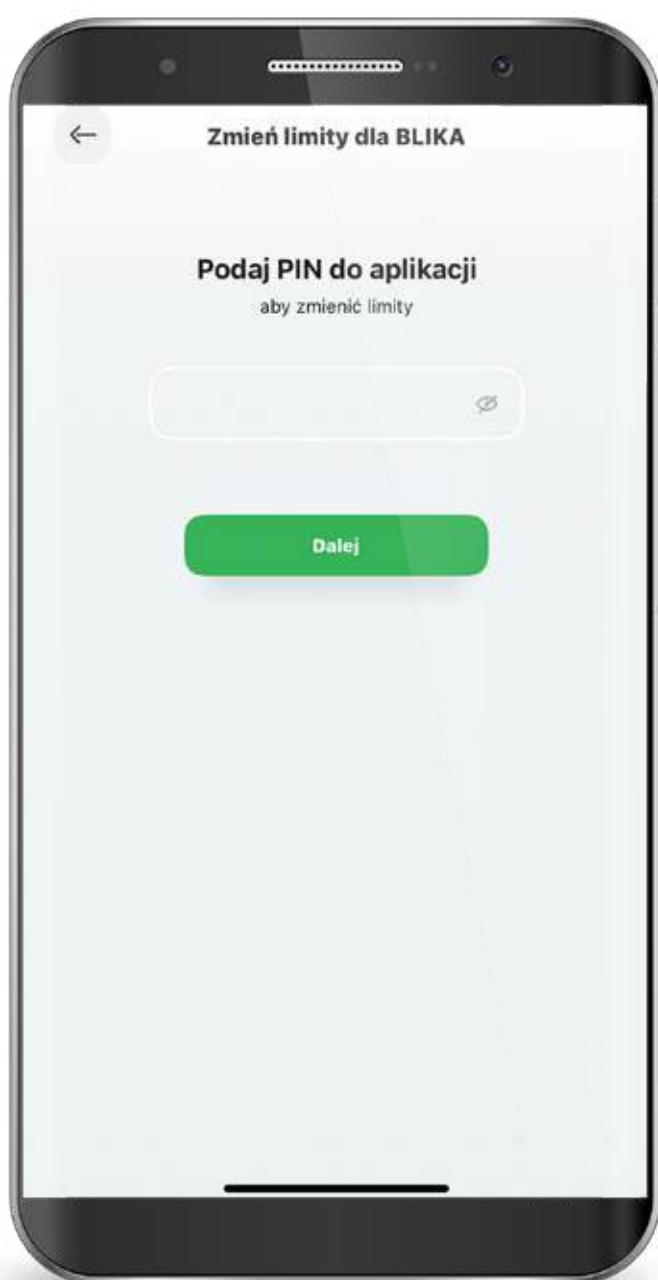 Zmień limity dla BLIKA
Podaj PIN do aplikacji
aby zmienić limity
Dalej